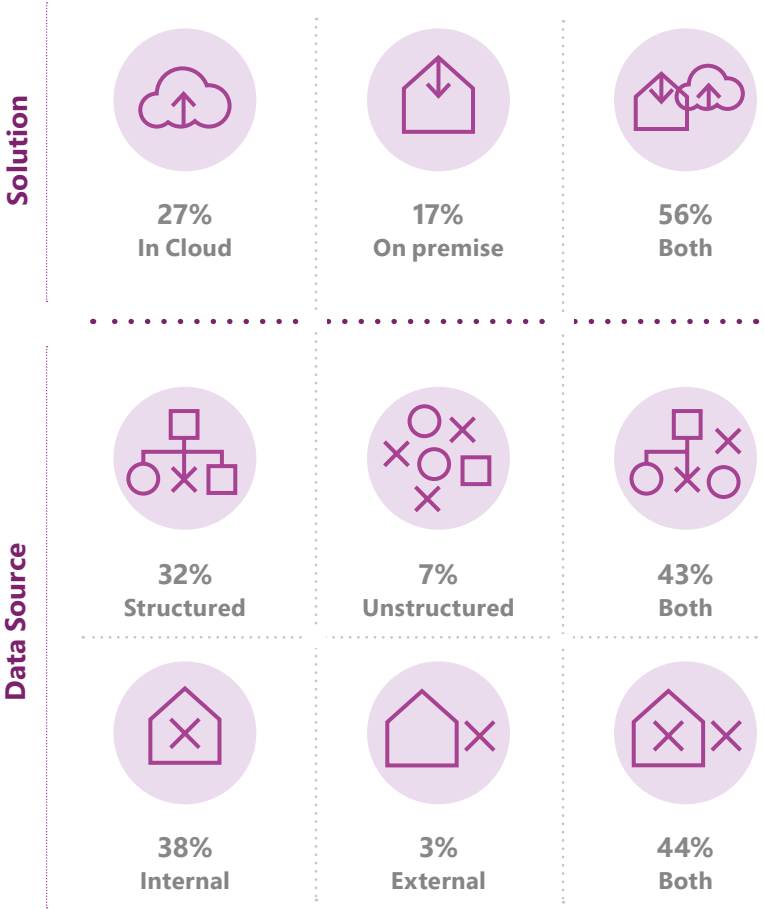 Solution
27%
In Cloud
17%
On premise
56%
Both
Data Source
32%
Structured
7%
Unstructured
43%
Both
38%
Internal
3%
External
44%
Both